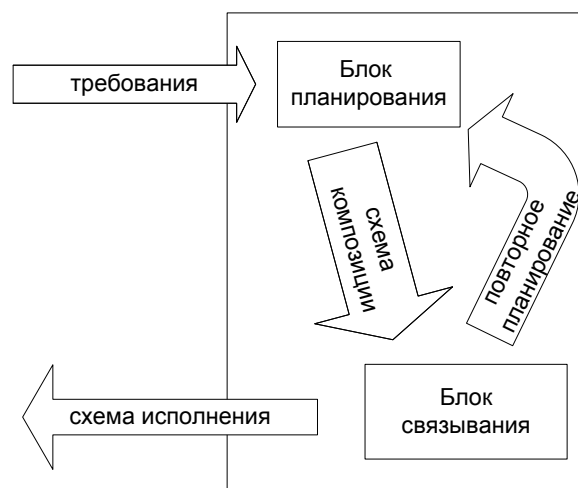 Блок
планирования
требования
схема
композиции
повторное
планирование
схема исполнения
Блок
связывания